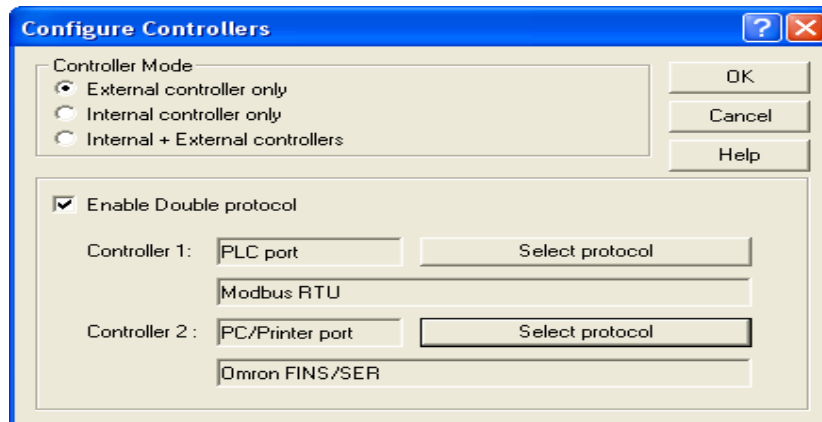 Configure Controllers
Controller Mode
External controller only
Internal controller only
Internal + External controllers
OK
Cancel
Help
Enable Double protocol
Controller 1: PLC port Select protocol
Modbus RTU
Controller 2 : PC/Printer port Select protocol
Omron FINS/SER